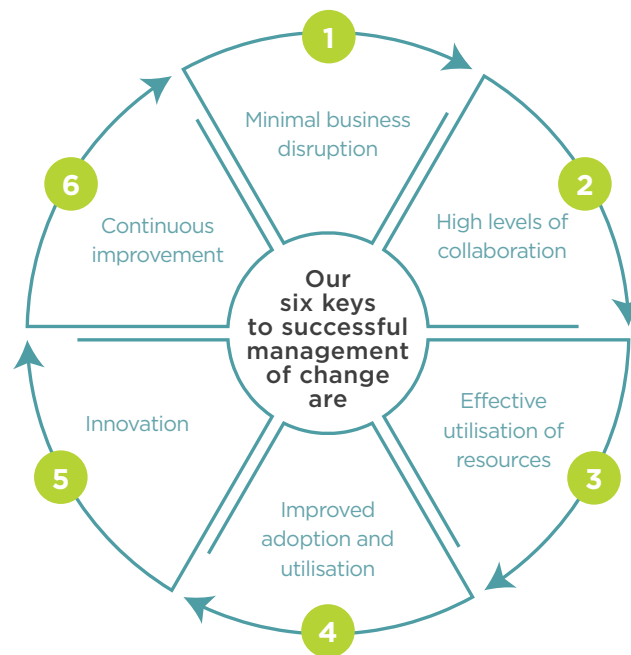 Our
six keys
to successful
management
of change
are
1
Minimal business
disruption
2
High levels of
collaboration
3
Effective
utilisation of
resources
4
Improved
adoption and
utilisation
5
Innovation
6
Continuous
improvement